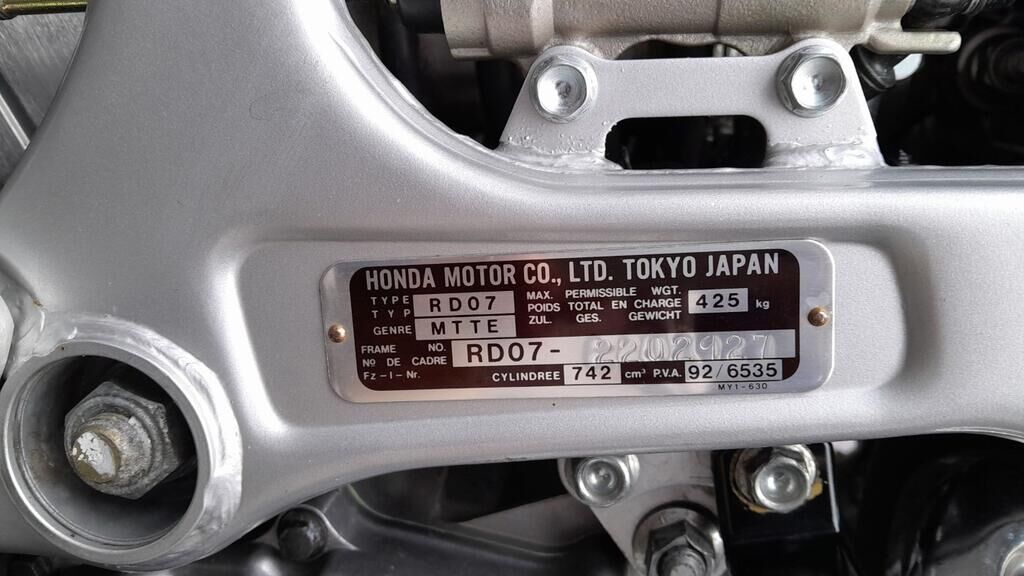 HONDA MOTOR CO., LTD. TOKYO JAPAN
TYPE
TYP
RD07
MAX. PERMISSIBLE WGT.
POIDS TOTAL EN CHARGE
ZUL. GES. GEWICHT
425 kg
GENRE MTTE
FRAME NO.
Nº DE CADRE
Fz-I-Nr.
RD07-2202927
CYLINDREE 742 cm³ P.V.A. 92/6535
MY1-630